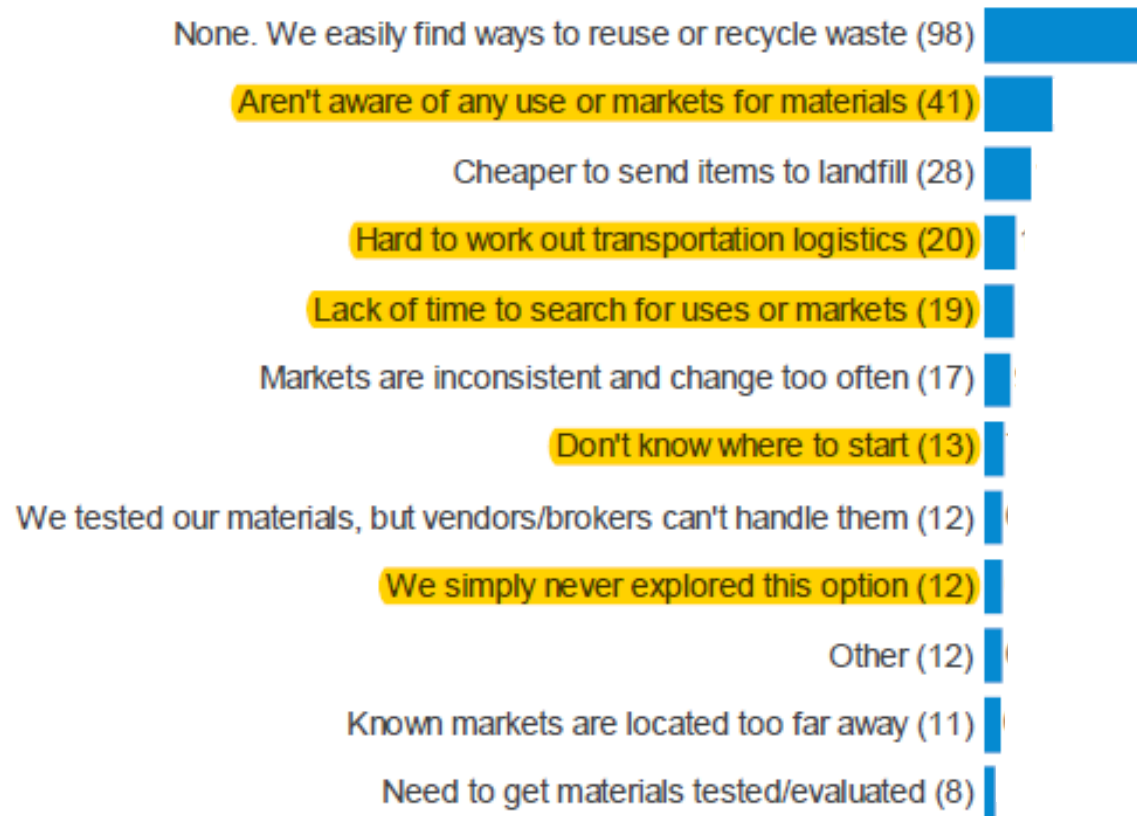 None. We easily find ways to reuse or recycle waste (98)
Aren't aware of any use or markets for materials (41)
Cheaper to send items to landfill (28)
Hard to work out transportation logistics (20)
Lack of time to search for uses or markets (19)
Markets are inconsistent and change too often (17)
Don't know where to start (13)
We tested our materials, but vendors/brokers can't handle them (12)
We simply never explored this option (12)
Other (12)
Known markets are located too far away (11)
Need to get materials tested/evaluated (8)